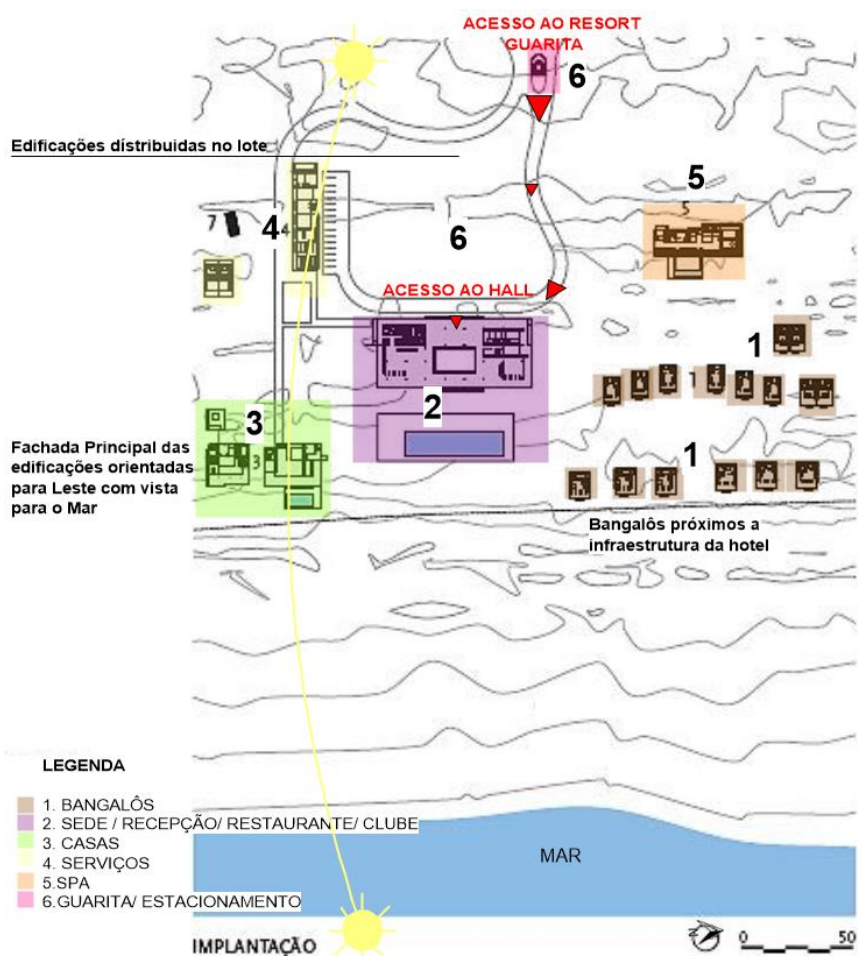 ACESSO AO RESORT
GUARITA
6
Edificações dístribuidas no lote
5
5
7
4
4
6
ACESSO AO HALL
1
1
2
3
3
Fachada Principal das
edificações orientadas
para Leste com vista
para o Mar
1
Bangalôs próximos a
infraestrutura da hotel
LEGENDA
1. BANGALÔS
2. SEDE / RECEPÇÃO/ RESTAURANTE/ CLUBE
3. CASAS
4. SERVIÇOS
5.SPA
6.GUARITA/ ESTACIONAMENTO
MAR
IMPLANTAÇÃO
0 50